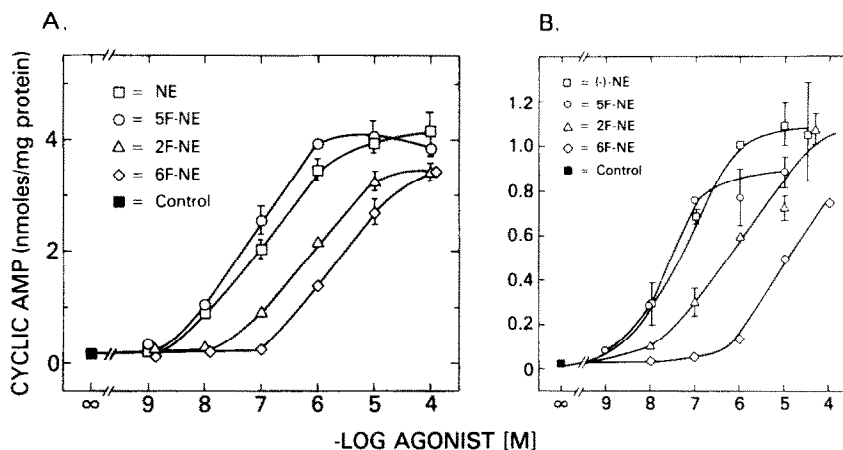 A.
□ = NE
○ = 5F-NE
△ = 2F-NE
◇ = 6F-NE
■ = Control
CYCLIC AMP (nmoles/mg protein)
4
2
0
∞ 9 8 7 6 5 4
B.
□ = (-)-NE
○ = 5F-NE
△ = 2F-NE
◇ = 6F-NE
■ = Control
1.2
1.0
0.8
0.6
0.4
0.2
0
∞ 9 8 7 6 5 4
-LOG AGONIST [M]